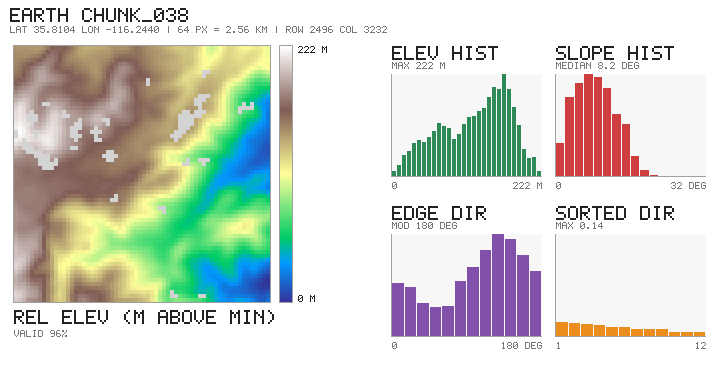 EARTH CHUNK_038
LAT 35.8104 LON -116.2440 | 64 PX = 2.56 KM | ROW 2496 COL 3232
222 M
0 M
REL ELEV (M ABOVE MIN)
VALID 96%
ELEV HIST
MAX 222 M
0 222 M
SLOPE HIST
MEDIAN 8.2 DEG
0 32 DEG
EDGE DIR
MOD 180 DEG
0 180 DEG
SORTED DIR
MAX 0.14
1 12